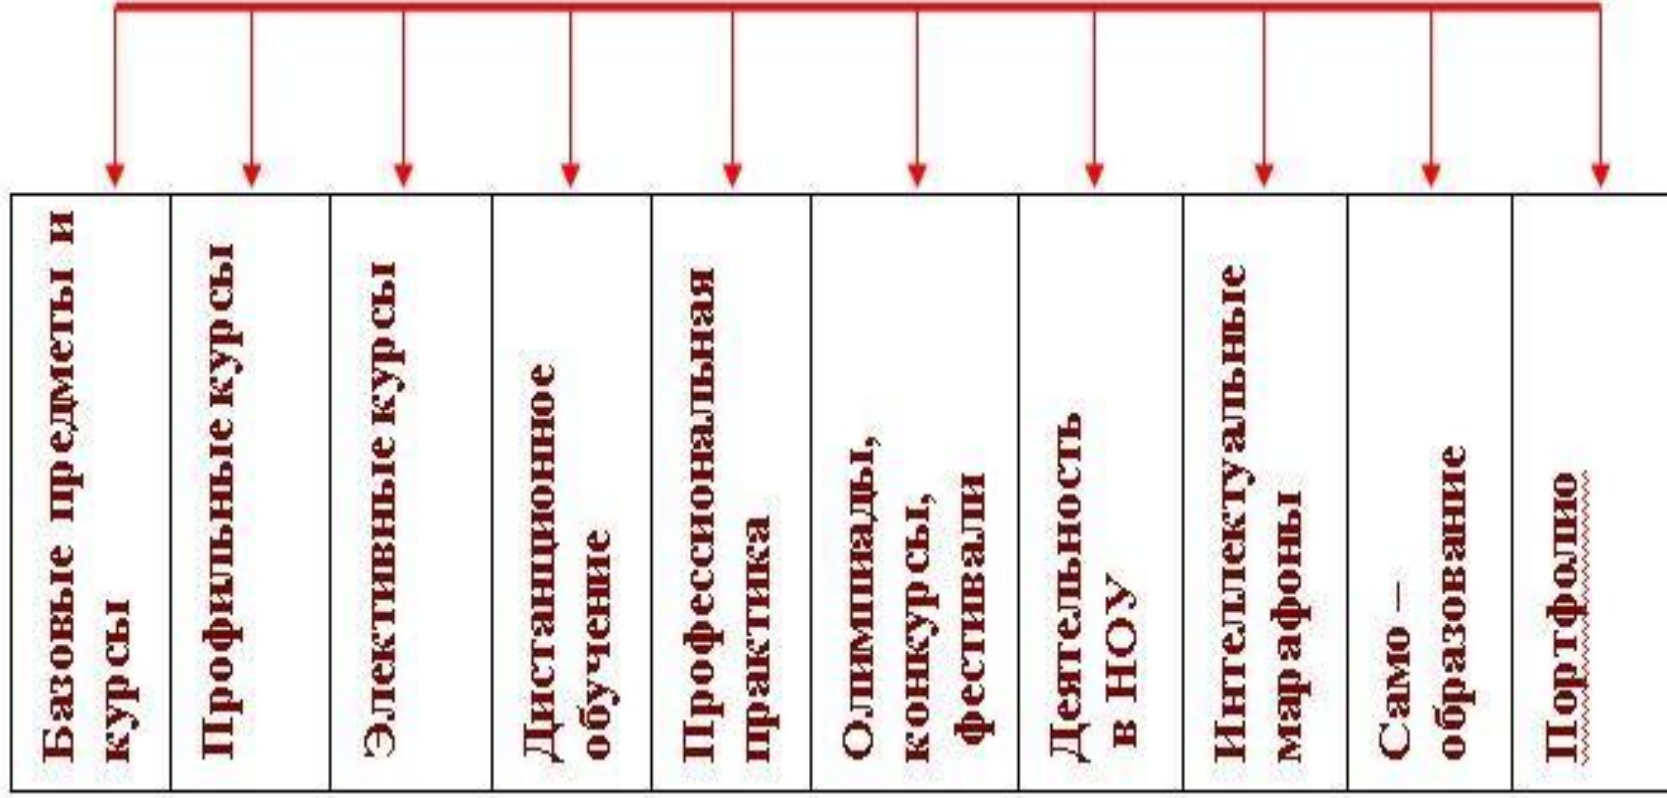 Базовые предметы и
курсы
Профильные курсы
Элективные курсы
Дистанционное
обучение
Профессиональная
практика
Олимпиады,
конкурсы,
фестивали
Деятельность
в НОУ
Интеллектуальные
марафоны
Само –
образование
Портфолио